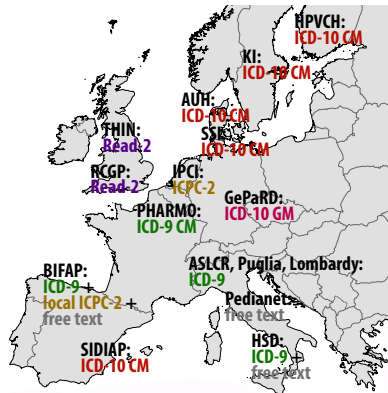 HPVCH:
ICD-10 CM
KI:
ICD-10 CM
AUH:
ICD-10 CM
SSI:
ICD-10 CM
THIN:
Read-2
RCGP:
Read-2
IPCI:
ICPC-2
GePaRD:
ICD-10 GM
PHARMO:
ICD-9 CM
ASLCR, Puglia, Lombardy:
ICD-9
BIFAP:
ICD-9 +
local ICPC-2 +
free text
Pedianet:
free text
SIDIAP:
ICD-10 CM
HSD:
ICD-9 +
free text